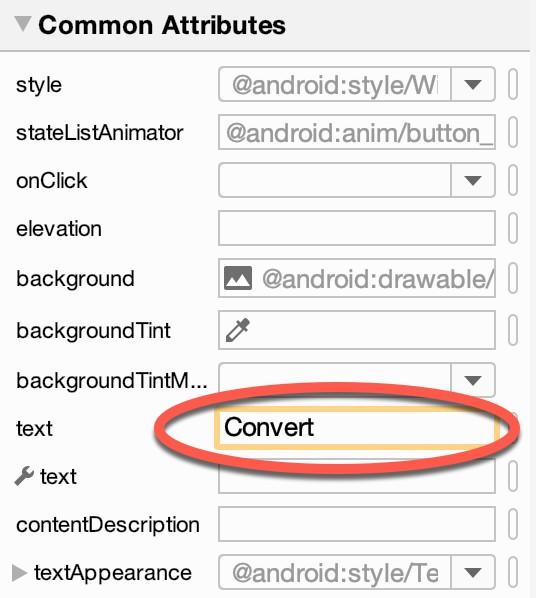 Common Attributes
style @android:style/Wi
stateListAnimator @android:anim/button_
onClick
elevation
background @android:drawable/
backgroundTint
backgroundTintM...
text Convert
text
contentDescription
textAppearance @android:style/Te